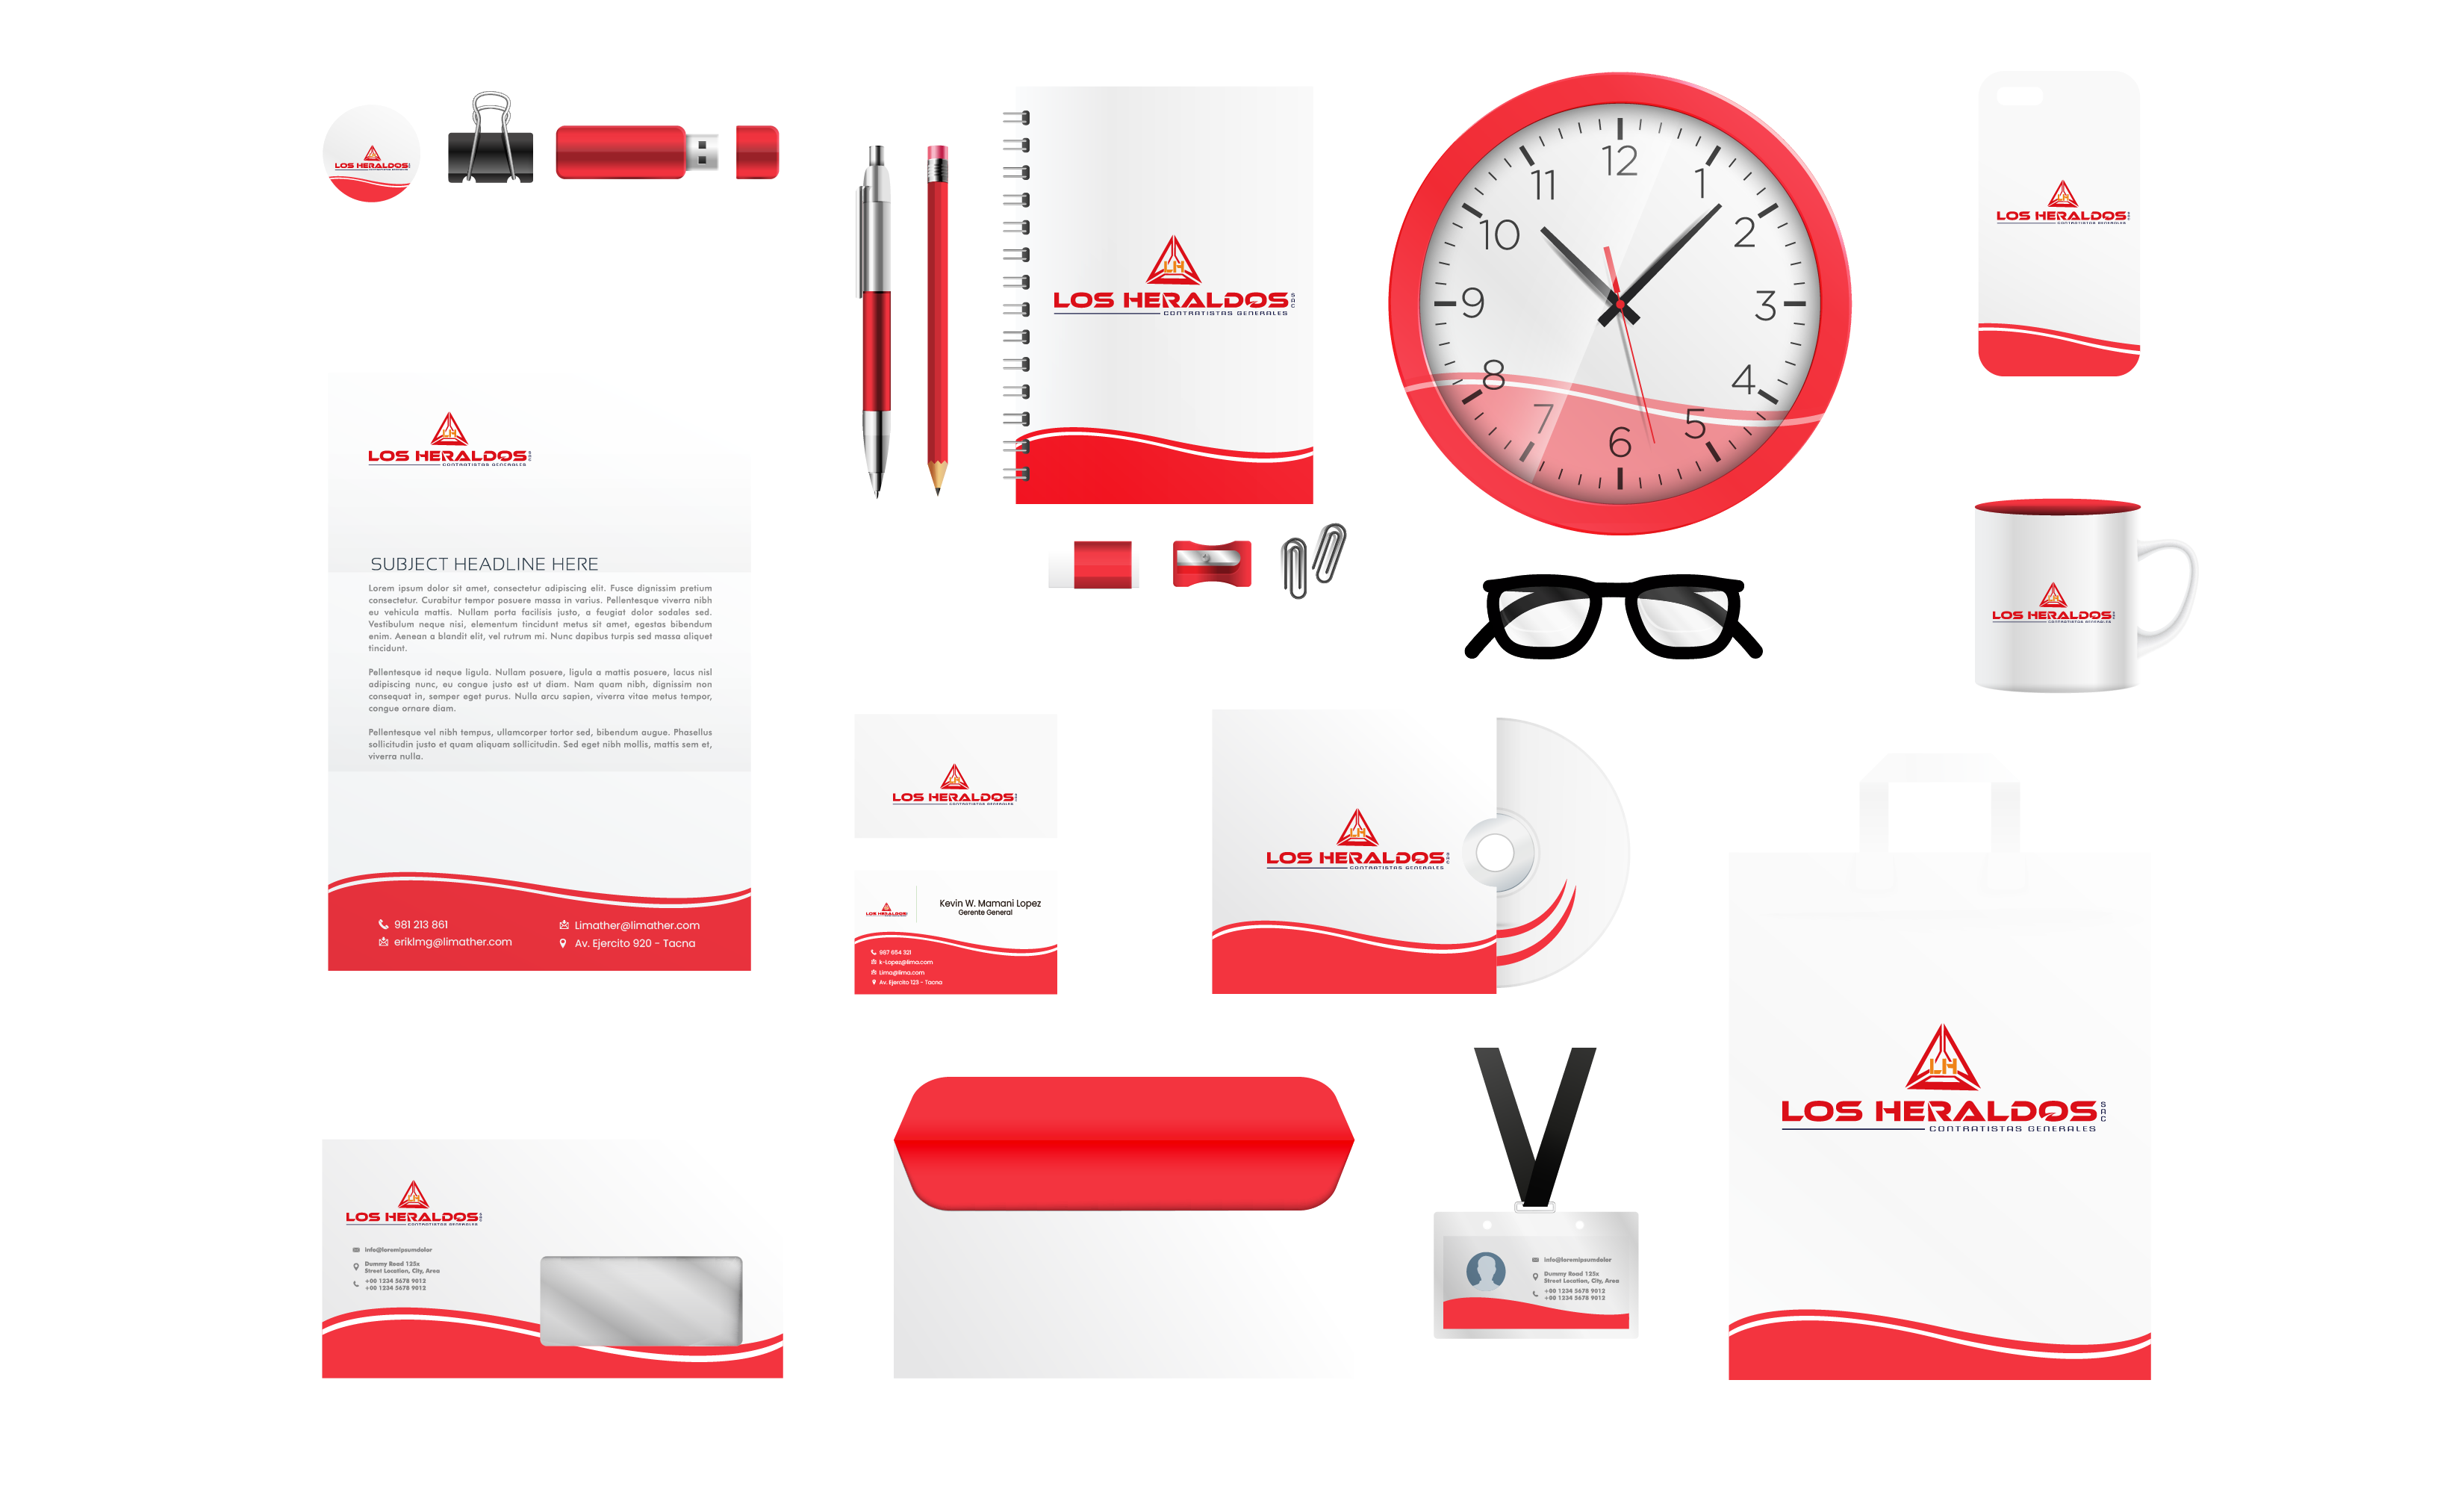 LOS HERALDOS
LOS HERALDOS SAC
LH
CONTRATISTAS GENERALES
12
1
2
3
4
5
6
7
8
9
10
11
LOS HERALDOS
CONTRATISTAS GENERALES
LH
LOS HERALDOS
CONTRATISTAS GENERALES
SUBJECT HEADLINE HERE
Lorem ipsum dolor sit amet, consectetur adipiscing elit. Fusce dignissim pretium
consectetur. Curabitur tempor posuere massa in varius. Pellentesque viverra nibh
eu vehicula mattis. Nullam porta facilisis justo, a feugiat dolor sodales sed.
Vestibulum neque nisi, elementum tincidunt metus sit amet, egestas bibendum
enim. Aenean a blandit elit, vel rutrum mi. Nunc dapibus turpis sed massa aliquet
tincidunt.
Pellentesque id neque ligula. Nullam posuere, ligula a mattis posuere, lacus nisl
adipiscing nunc, eu congue justo est ut diam. Nam quam nibh, dignissim non
consequat in, semper eget purus. Nulla arcu sapien, viverra vitae metus tempor,
congue ornare diam.
Pellentesque vel nibh tempus, ullamcorper tortor sed, bibendum augue. Phasellus
sollicitudin justo et quam aliquam sollicitudin. Sed eget nibh mollis, mattis sem et,
viverra nulla.
981 213 861
eriklmg@limather.com
Limather@limather.com
Av. Ejercito 920 - Tacna
LOS HERALDOS
CONTRATISTAS GENERALES
LOS HERALDOS
LOS HERALDOS
Kevin W. Mamani Lopez
Gerente General
987 654 321
k-Lopez@lima.com
Lima@lima.com
Av. Ejercito 123 - Tacna
LH
LOS HERALDOS
CONTRATISTAS GENERALES
LH
LOS HERALDOS SAC
CONTRATISTAS GENERALES
LH
LOS HERALDOS
CONTRATISTAS GENERALES
info@loremipsumdolor
Dummy Road 125x
Street Location, City, Area
+00 1234 5678 9012
+00 1234 5678 9012
info@loremipsumdolor
Dummy Road 125x
Street Location, City, Area
+00 1234 5678 9012
+00 1234 5678 9012